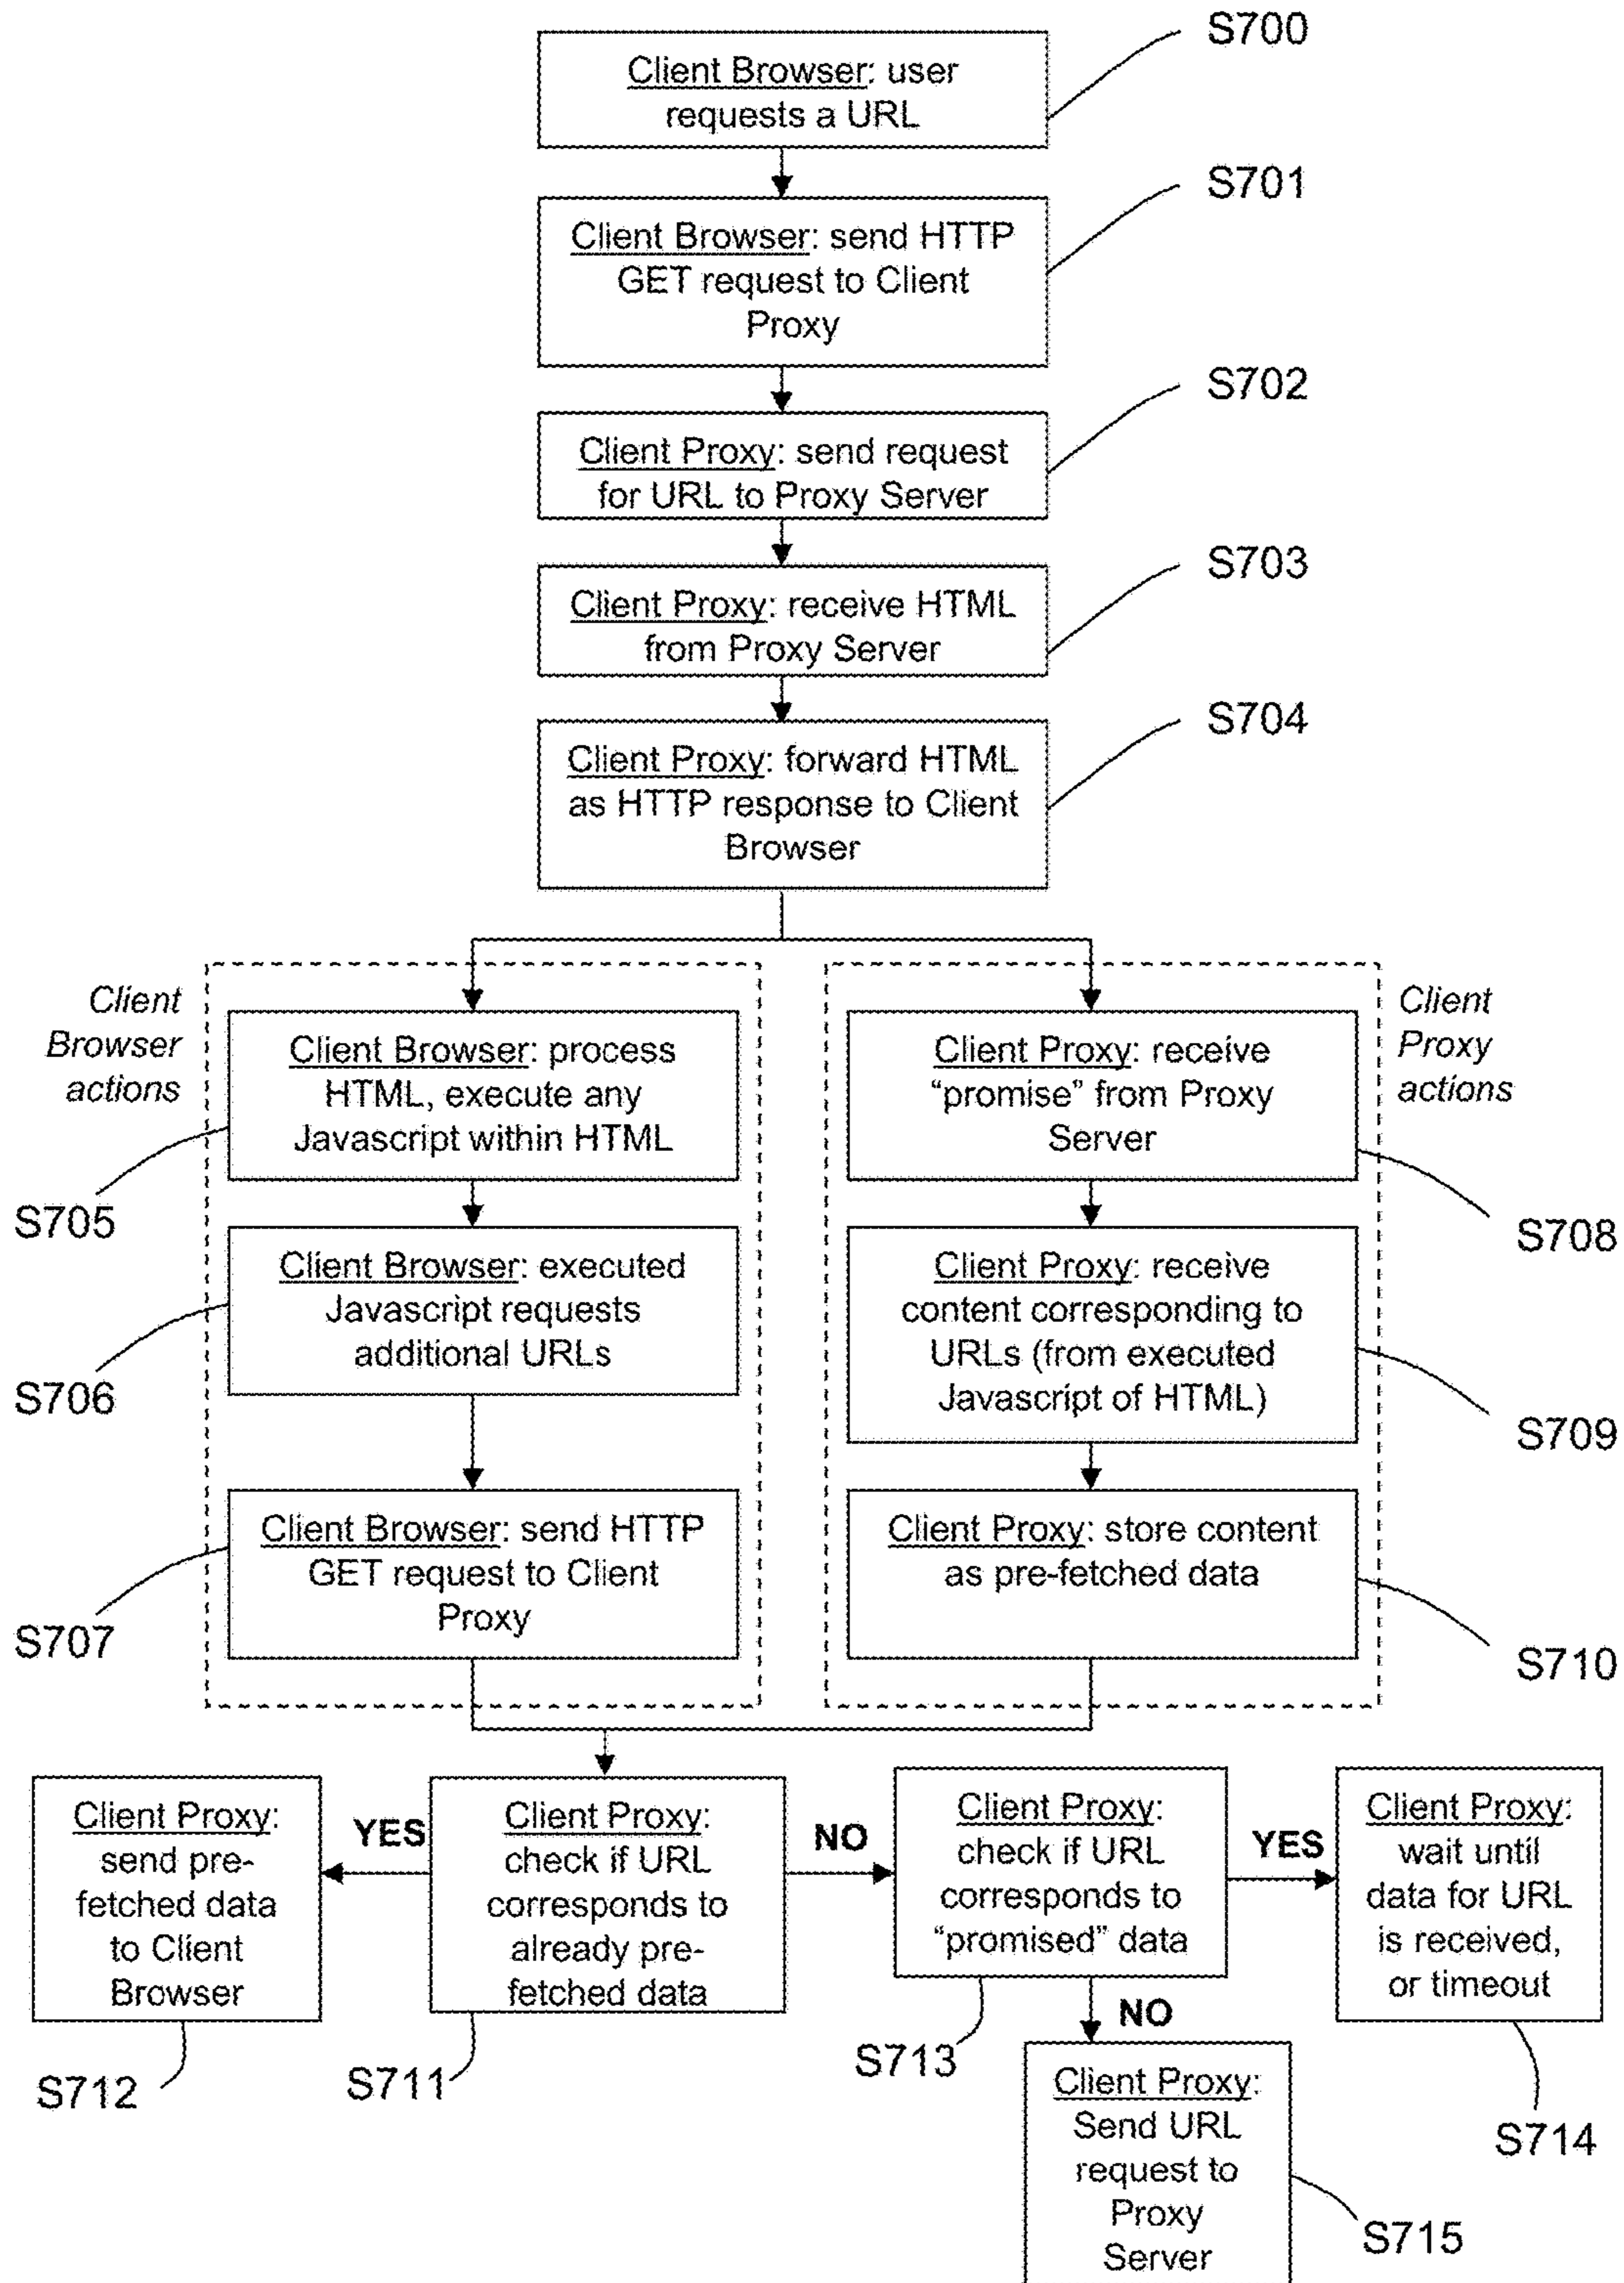 S700
Client Browser: user
requests a URL
S701
Client Browser: send HTTP
GET request to Client
Proxy
S702
Client Proxy: send request
for URL to Proxy Server
S703
Client Proxy: receive HTML
from Proxy Server
S704
Client Proxy: forward HTML
as HTTP response to Client
Browser
Client
Browser
actions
Client Browser: process
HTML, execute any
Javascript within HTML
S705
Client Browser: executed
Javascript requests
additional URLs
S706
Client Browser: send HTTP
GET request to Client
Proxy
S707
Client
Proxy
actions
Client Proxy: receive
“promise” from Proxy
Server
S708
Client Proxy: receive
content corresponding to
URLs (from executed
Javascript of HTML)
S709
Client Proxy: store content
as pre-fetched data
S710
Client Proxy:
send pre-
fetched data
to Client
Browser
S712
YES
Client Proxy:
check if URL
corresponds to
already pre-
fetched data
S711
NO
Client Proxy:
check if URL
corresponds to
“promised” data
S713
YES
Client Proxy:
wait until
data for URL
is received,
or timeout
S714
NO
Client Proxy:
Send URL
request to
Proxy
Server
S715